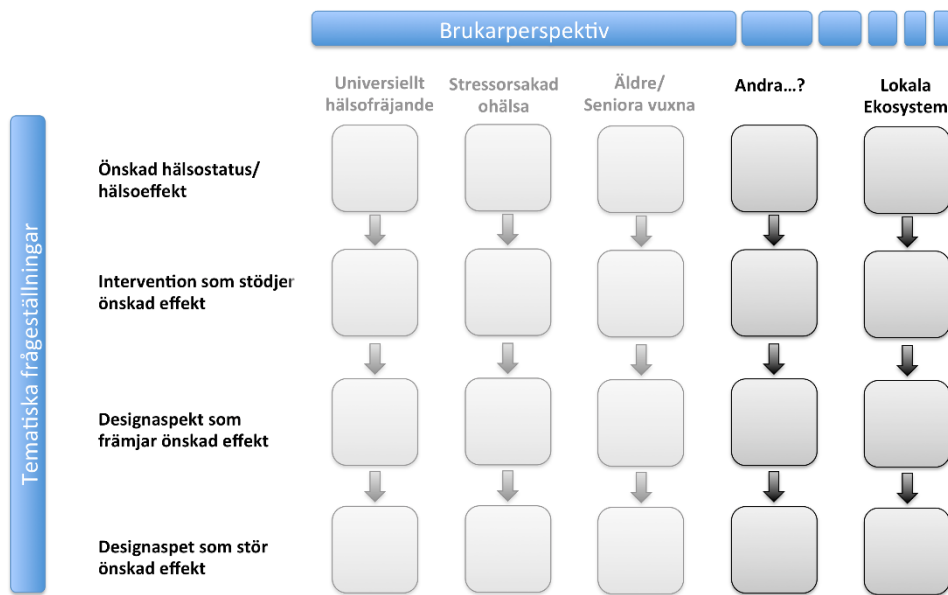 Brukarperspektiv
Universiellt
hälsofräjande
Stressorsakad
ohälsa
Äldre/
Seniora vuxna
Andra...?
Lokala
Ekosystem
Tematiska frågeställningar
Önskad hälsostatus/
hälsoeffekt
Intervention som stödjer
önskad effekt
Designaspekt som
främjar önskad effekt
Designaspet som stör
önskad effekt